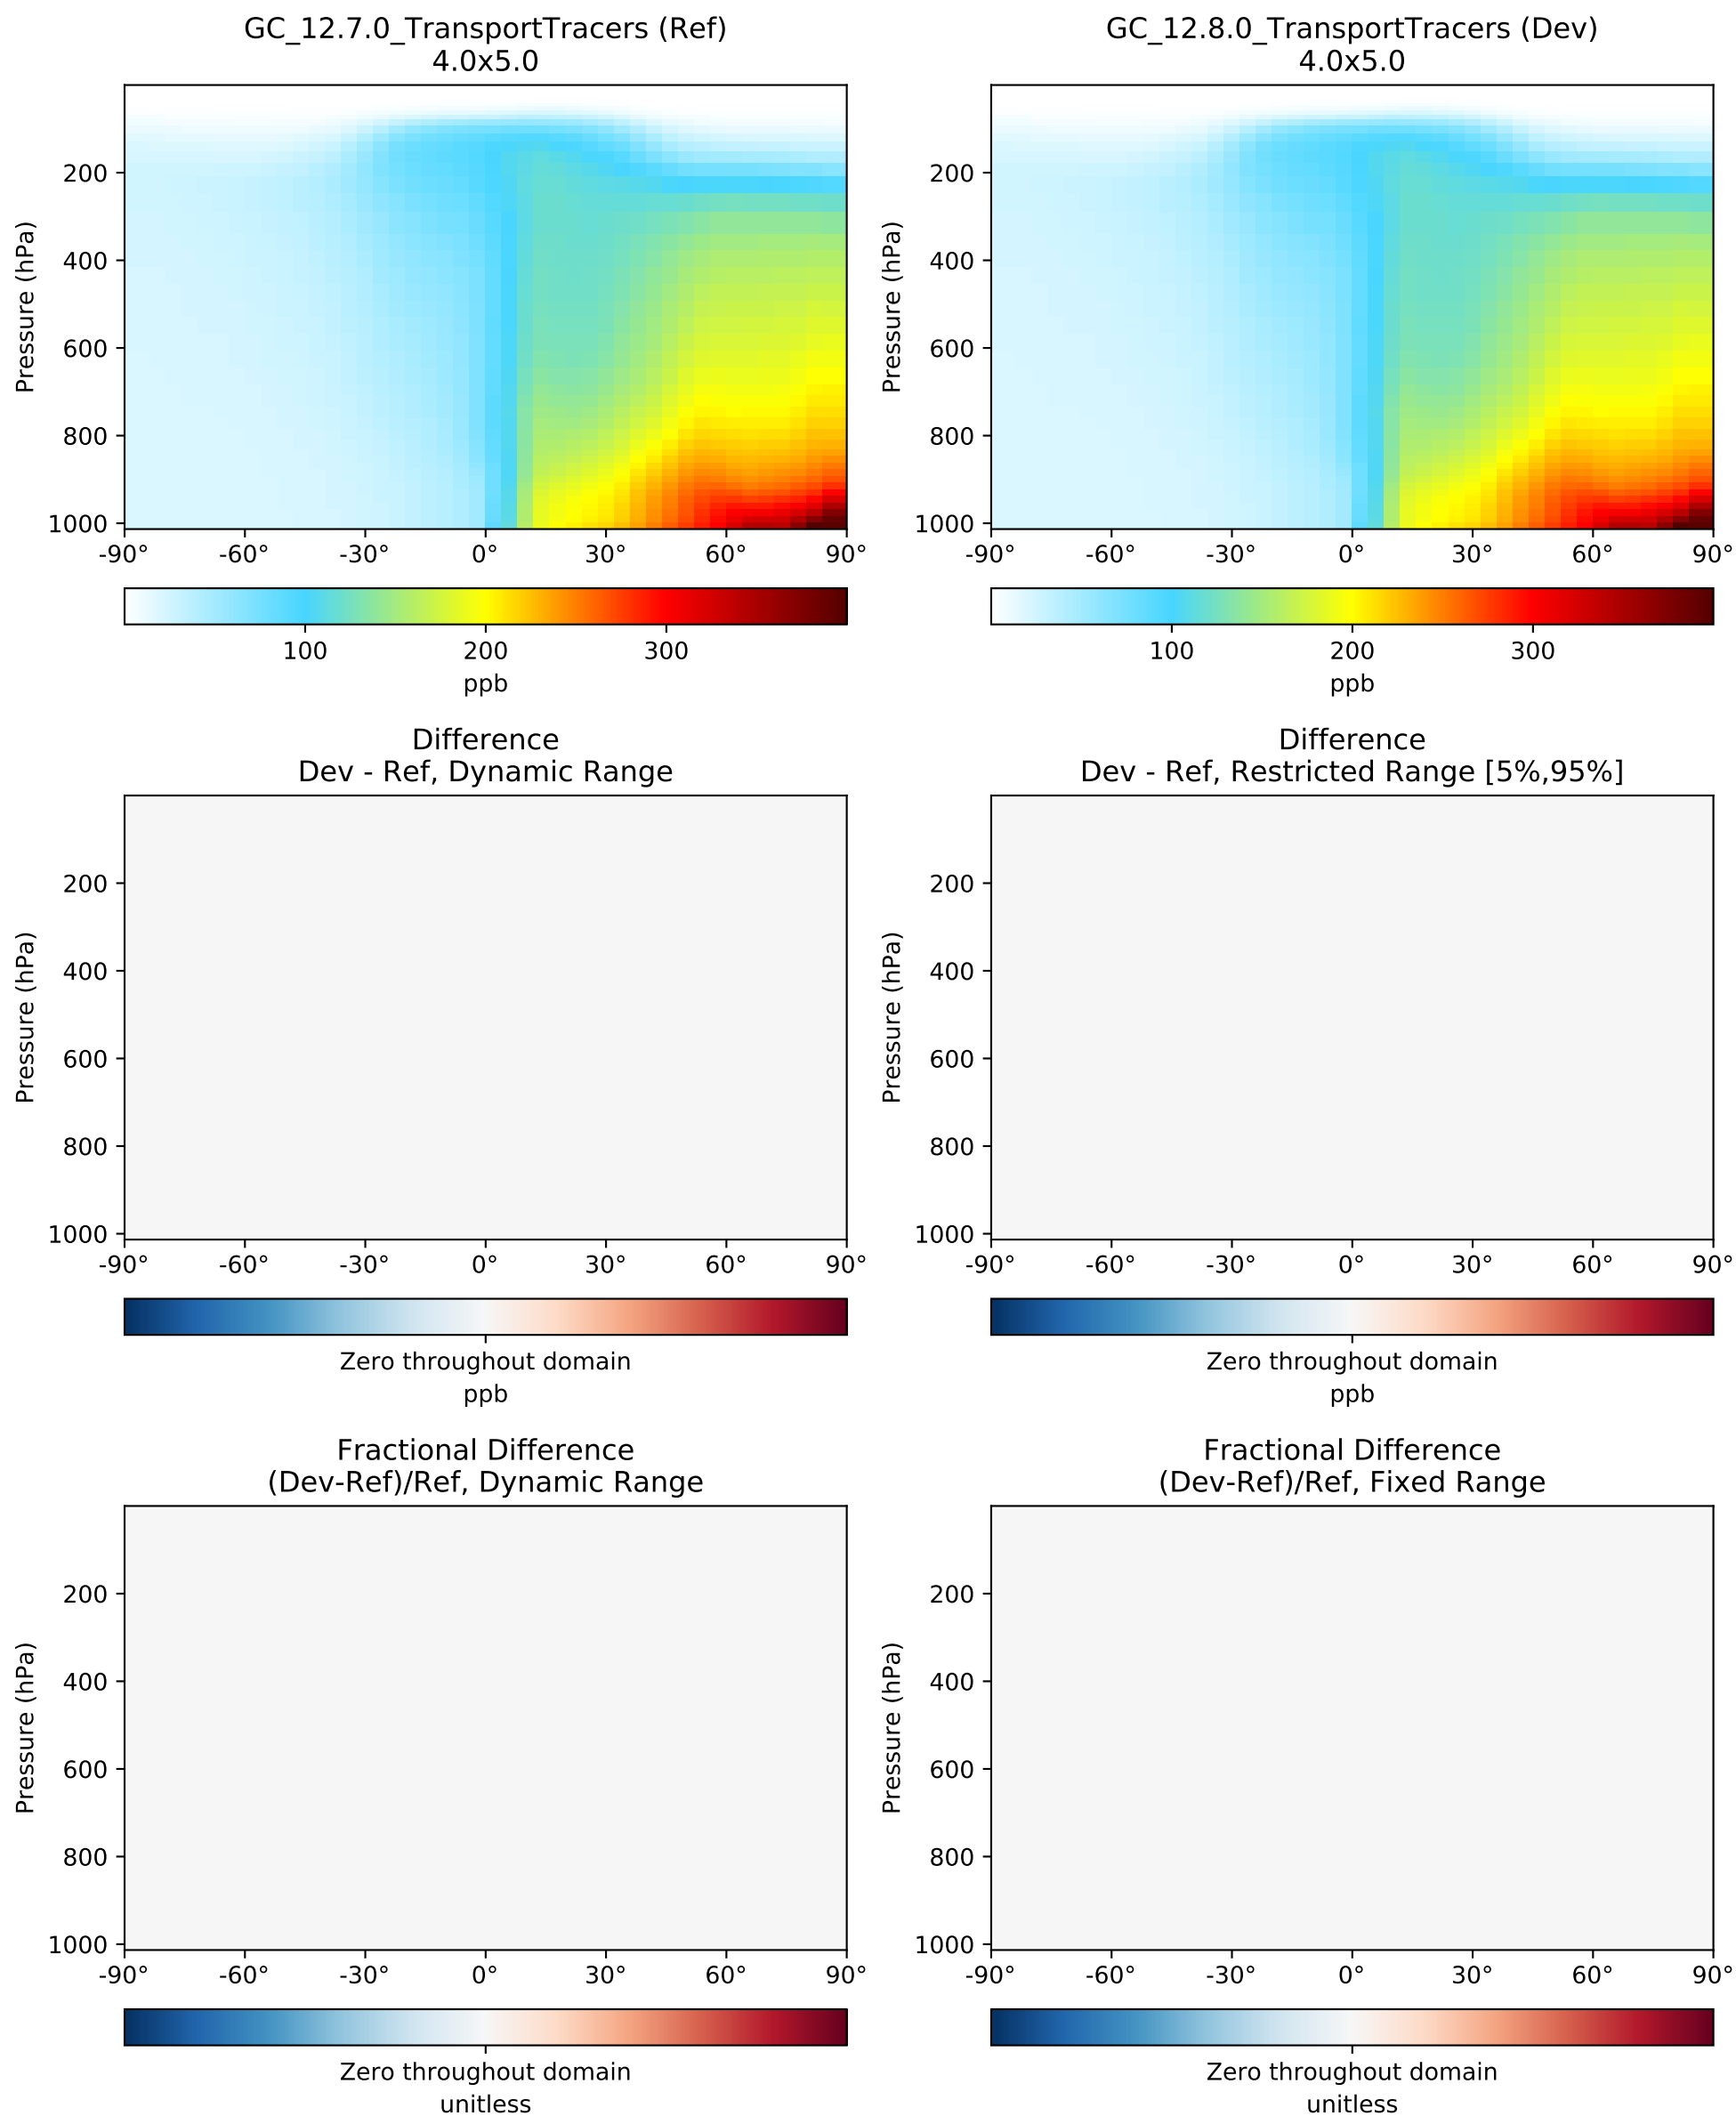 GC_12.7.0_TransportTracers (Ref)
4.0x5.0
Pressure (hPa)
200
400
600
800
1000
-90° -60° -30° 0° 30° 60° 90°
100 200 300
ppb
GC_12.8.0_TransportTracers (Dev)
4.0x5.0
Pressure (hPa)
200
400
600
800
1000
-90° -60° -30° 0° 30° 60° 90°
100 200 300
ppb
Difference
Dev - Ref, Dynamic Range
Pressure (hPa)
200
400
600
800
1000
-90° -60° -30° 0° 30° 60° 90°
Zero throughout domain
ppb
Difference
Dev - Ref, Restricted Range [5%,95%]
Pressure (hPa)
200
400
600
800
1000
-90° -60° -30° 0° 30° 60° 90°
Zero throughout domain
ppb
Fractional Difference
(Dev-Ref)/Ref, Dynamic Range
Pressure (hPa)
200
400
600
800
1000
-90° -60° -30° 0° 30° 60° 90°
Zero throughout domain
unitless
Fractional Difference
(Dev-Ref)/Ref, Fixed Range
Pressure (hPa)
200
400
600
800
1000
-90° -60° -30° 0° 30° 60° 90°
Zero throughout domain
unitless